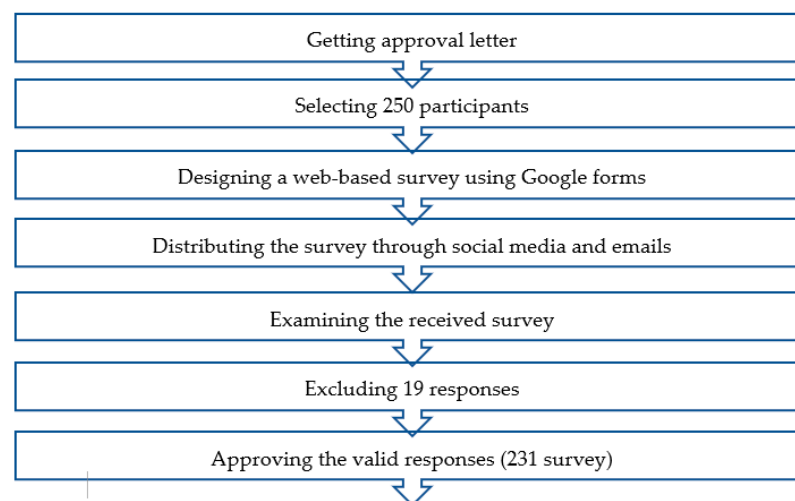 Getting approval letter
Selecting 250 participants
Designing a web-based survey using Google forms
Distributing the survey through social media and emails
Examining the received survey
Excluding 19 responses
Approving the valid responses (231 survey)